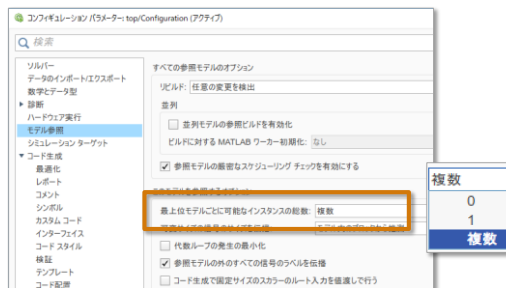 コンフィギュレーション パラメーター: top/Configuration (アクティブ)
検索
ソルバー
データのインポート/エクスポート
数学とデータ型
診断
ハードウェア実行
モデル参照
シミュレーション ターゲット
コード生成
最適化
レポート
コメント
シンボル
カスタム コード
インターフェイス
コード スタイル
検証
テンプレート
コード配置
すべての参照モデルのオプション
リビルド: 任意の変更を検出
並列
並列モデルの参照ビルドを有効化
ビルドに対する MATLAB ワーカー初期化: なし
参照モデルの厳密なスケジューリング チェックを有効にする
最上位モデルごとに可能なインスタンスの総数: 複数
代数ループの発生の最小化
参照モデルの外のすべての信号のラベルを伝播
コード生成で固定サイズのスカラーのルート入力を値渡しで行う
複数
0
1
複数